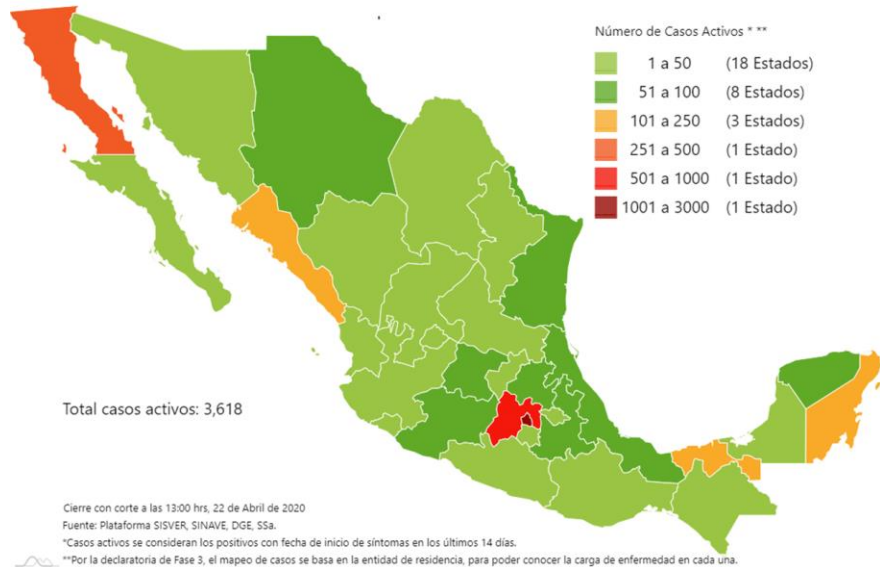 Número de Casos Activos * **
1 a 50 (18 Estados)
51 a 100 (8 Estados)
101 a 250 (3 Estados)
251 a 500 (1 Estado)
501 a 1000 (1 Estado)
1001 a 3000 (1 Estado)
Total casos activos: 3,618
Cierre con corte a las 13:00 hrs, 22 de Abril de 2020
Fuente: Plataforma SISVER, SINAVE, DGE, SSa.
*Casos activos se consideran los positivos con fecha de inicio de síntomas en los últimos 14 días.
**Por la declaratoria de Fase 3, el mapeo de casos se basa en la entidad de residencia, para poder conocer la carga de enfermedad en cada una.